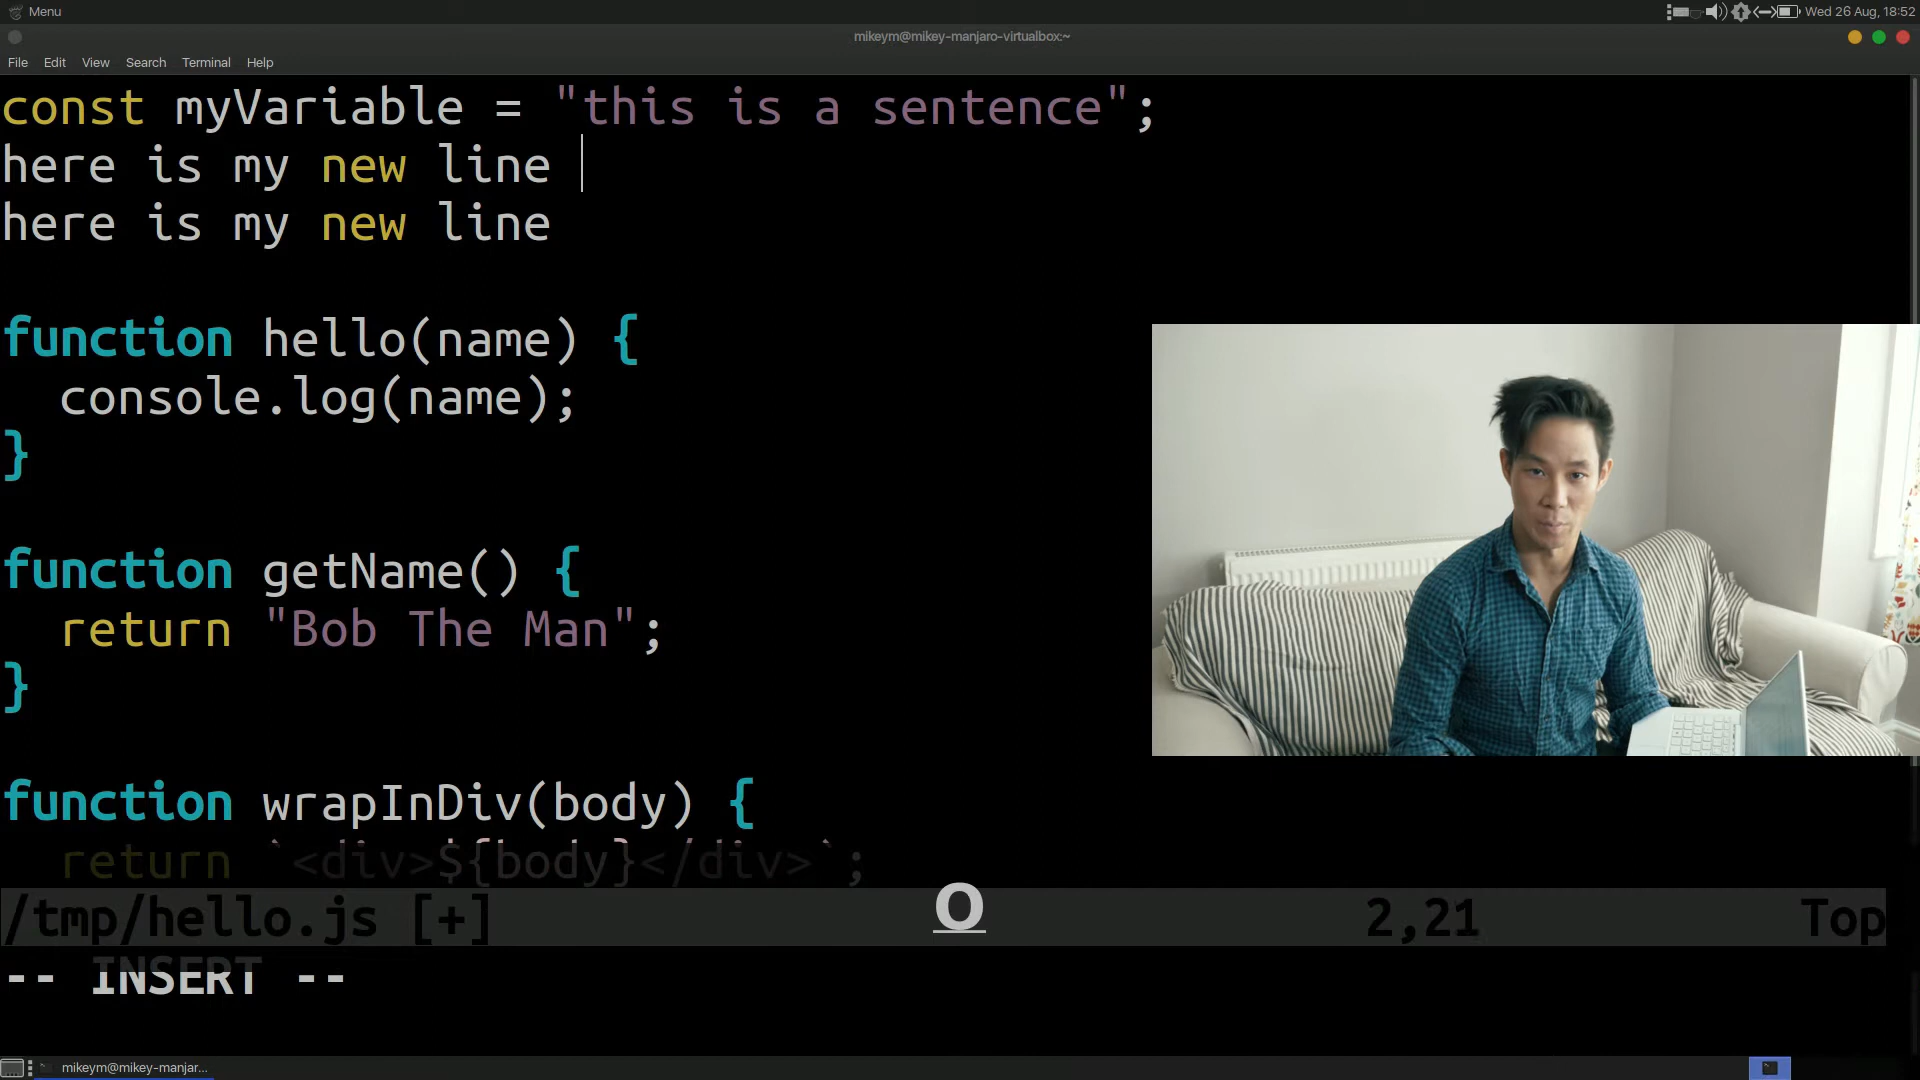 Menu
Wed 26 Aug, 18:52
mikeym@mikey-manjaro-virtualbox:~
File Edit View Search Terminal Help
const myVariable = "this is a sentence";
here is my new line
here is my new line
function hello(name) {
  console.log(name);
}
function getName() {
  return "Bob The Man";
}
function wrapInDiv(body) {
  return `<div>${body}</div>`;
/tmp/hello.js [+] 2,21 Top
O
-- INSERT --
mikeym@mikey-manjar...